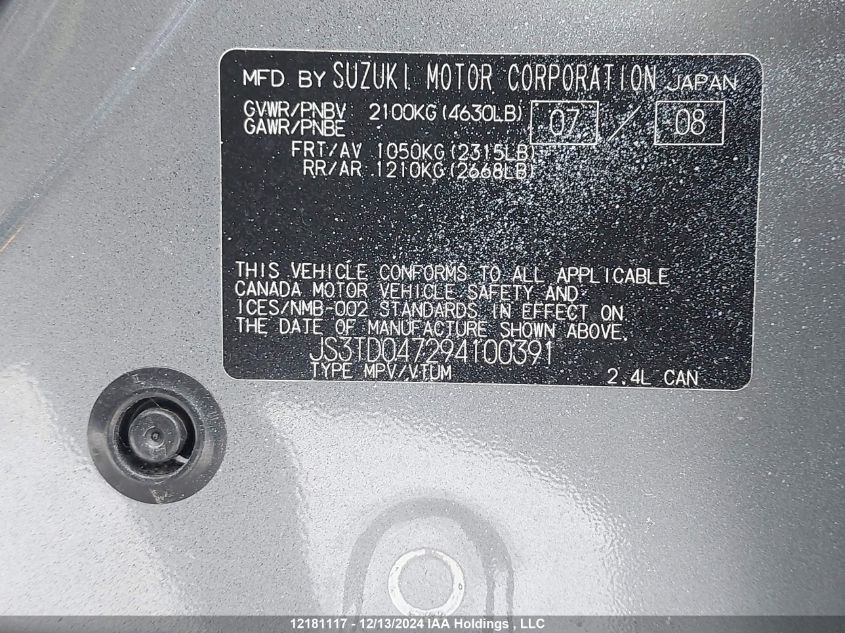 MFD BY SUZUKI MOTOR CORPORATION JAPAN
GVWR/PNBV 2100KG (4630LB) 07 / 08
GAWR/PNBE
FRT/AV 1050KG (2315LB)
RR/AR 1210KG (2668LB)
THIS VEHICLE CONFORMS TO ALL APPLICABLE
CANADA MOTOR VEHICLE SAFETY AND
ICES/NMB-002 STANDARDS IN EFFECT ON
THE DATE OF MANUFACTURE SHOWN ABOVE.
JS3TD047294100391
TYPE MPV/VTUM 2.4L CAN
12181117 - 12/13/2024 Impact Auto Holdings , LLC